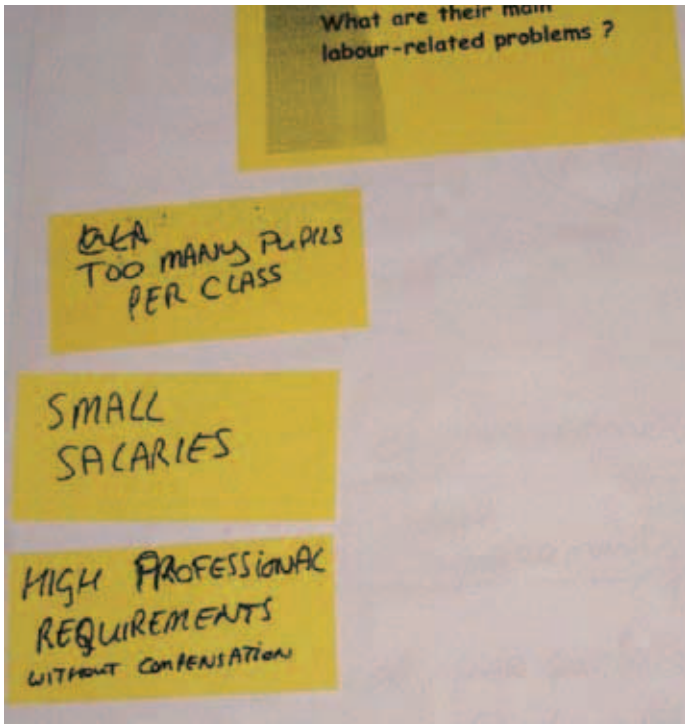 What are their main
labour-related problems ?
TOO MANY PUPILS
PER CLASS
SMALL
SALARIES
HIGH PROFESSIONAL
REQUIREMENTS
WITHOUT COMPENSATION